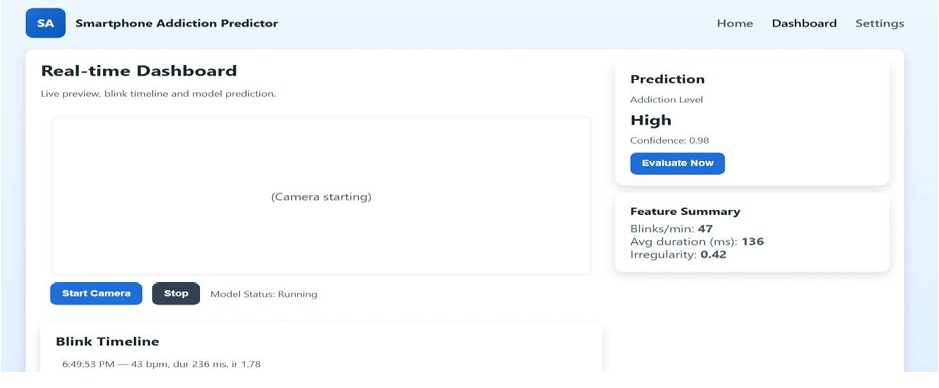 SA Smartphone Addiction Predictor Home Dashboard Settings
Real-time Dashboard
Live preview, blink timeline and model prediction.
(Camera starting)
Start Camera Stop Model Status: Running
Blink Timeline
6:49:53 PM — 43 bpm, dur 236 ms, ir 1.78
Prediction
Addiction Level
High
Confidence: 0.98
Evaluate Now
Feature Summary
Blinks/min: 47
Avg duration (ms): 136
Irregularity: 0.42